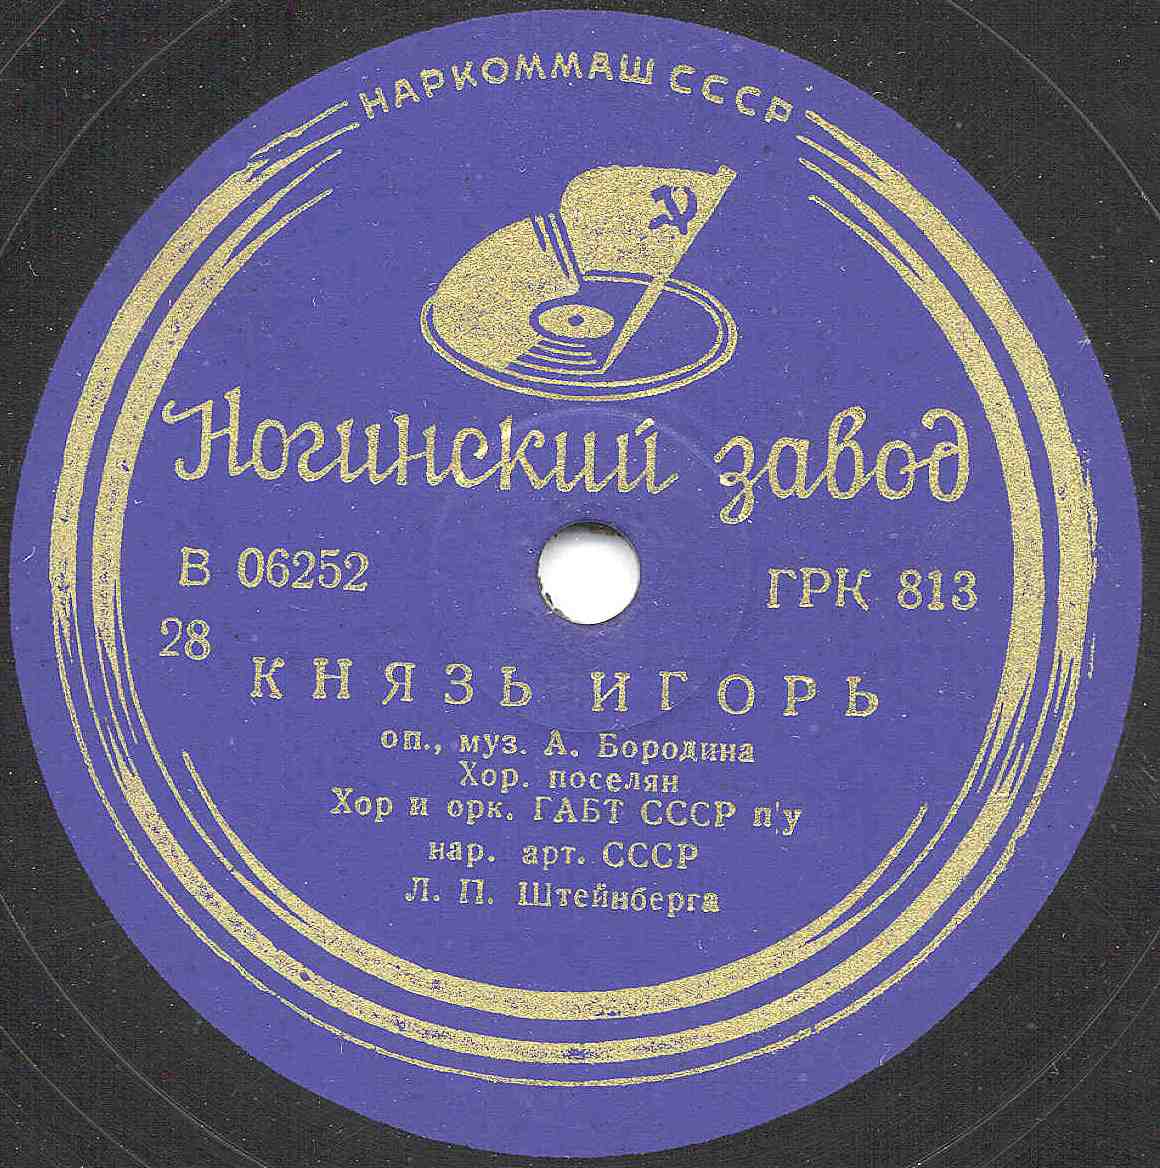 НАРКОММАШ СССР
Ногинский завод
В 06252
ГРК 813
28
КНЯЗЬ ИГОРЬ
оп., муз. А. Бородина
Хор. поселян
Хор и орк. ГАБТ СССР п'у
нар. арт. СССР
Л. П. Штейнберга